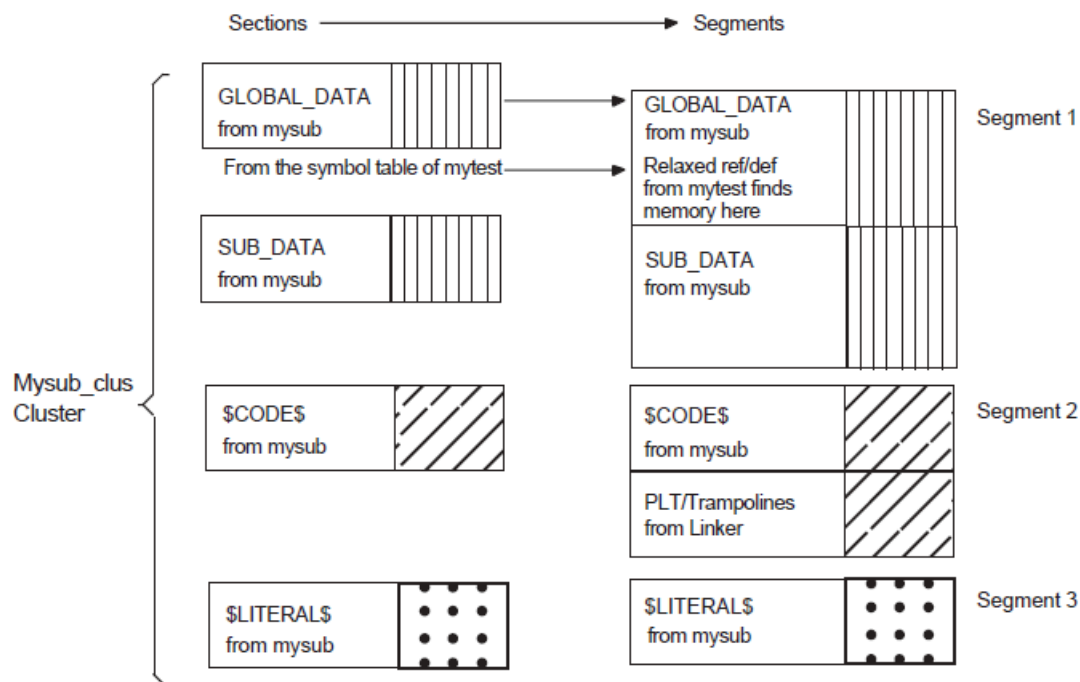 Sections
Segments
GLOBAL_DATA
from mysub
GLOBAL_DATA
from mysub
Segment 1
From the symbol table of mytest
Relaxed ref/def
from mytest finds
memory here
SUB_DATA
from mysub
SUB_DATA
from mysub
Mysub_clus
Cluster
$CODE$
from mysub
$CODE$
from mysub
Segment 2
PLT/Trampolines
from Linker
$LITERAL$
from mysub
$LITERAL$
from mysub
Segment 3